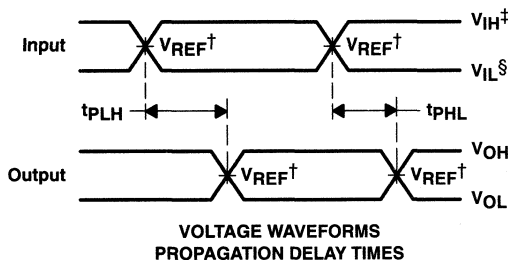 VIH‡
Input VREF† VREF†
VIL§
tPLH tPHL
VOH
Output VREF† VREF†
VOL
VOLTAGE WAVEFORMS
PROPAGATION DELAY TIMES